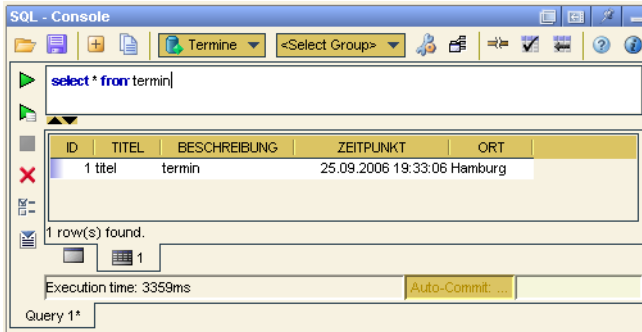 SQL - Console
Termine <Select Group>
select * from termin
ID TITEL BESCHREIBUNG ZEITPUNKT ORT
1 titel termin 25.09.2006 19:33:06 Hamburg
1 row(s) found.
1
Execution time: 3359ms Auto-Commit: ...
Query 1*